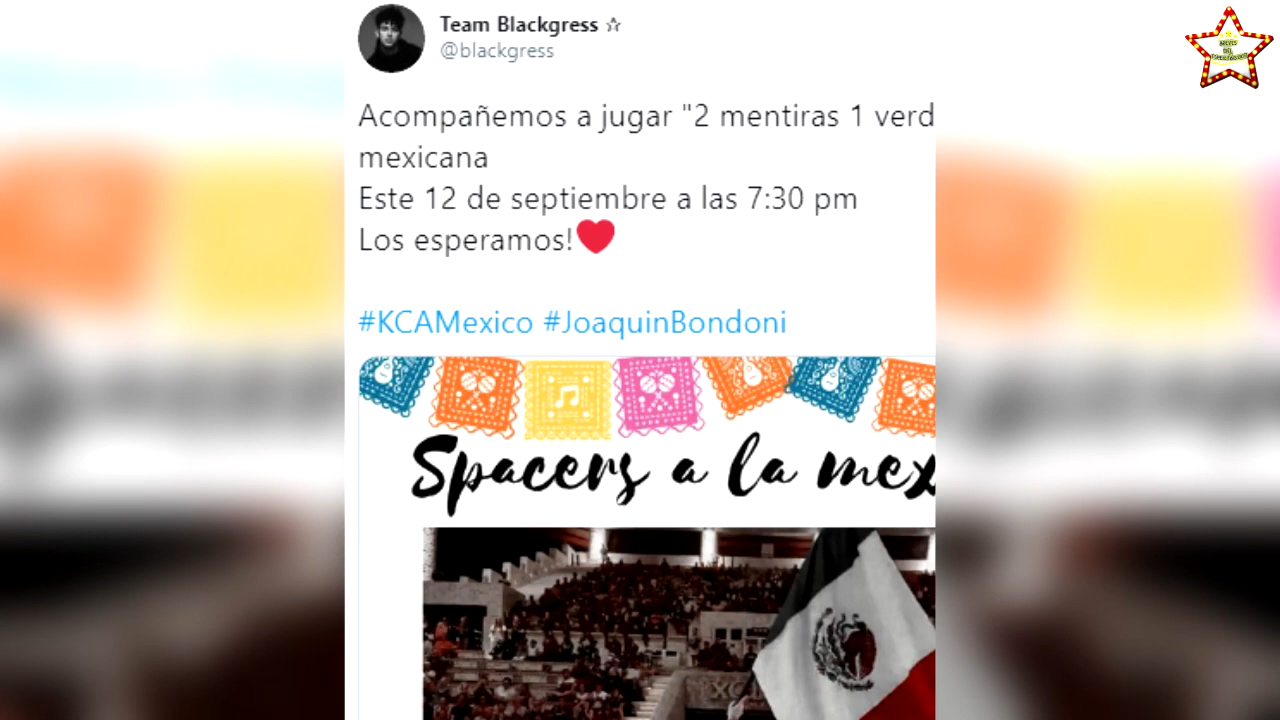 Team Blackgress ☆
@blackgress
Acompañemos a jugar "2 mentiras 1 verd
mexicana
Este 12 de septiembre a las 7:30 pm
Los esperamos!❤
#KCAMexico #JoaquinBondoni
Spacers a la mex